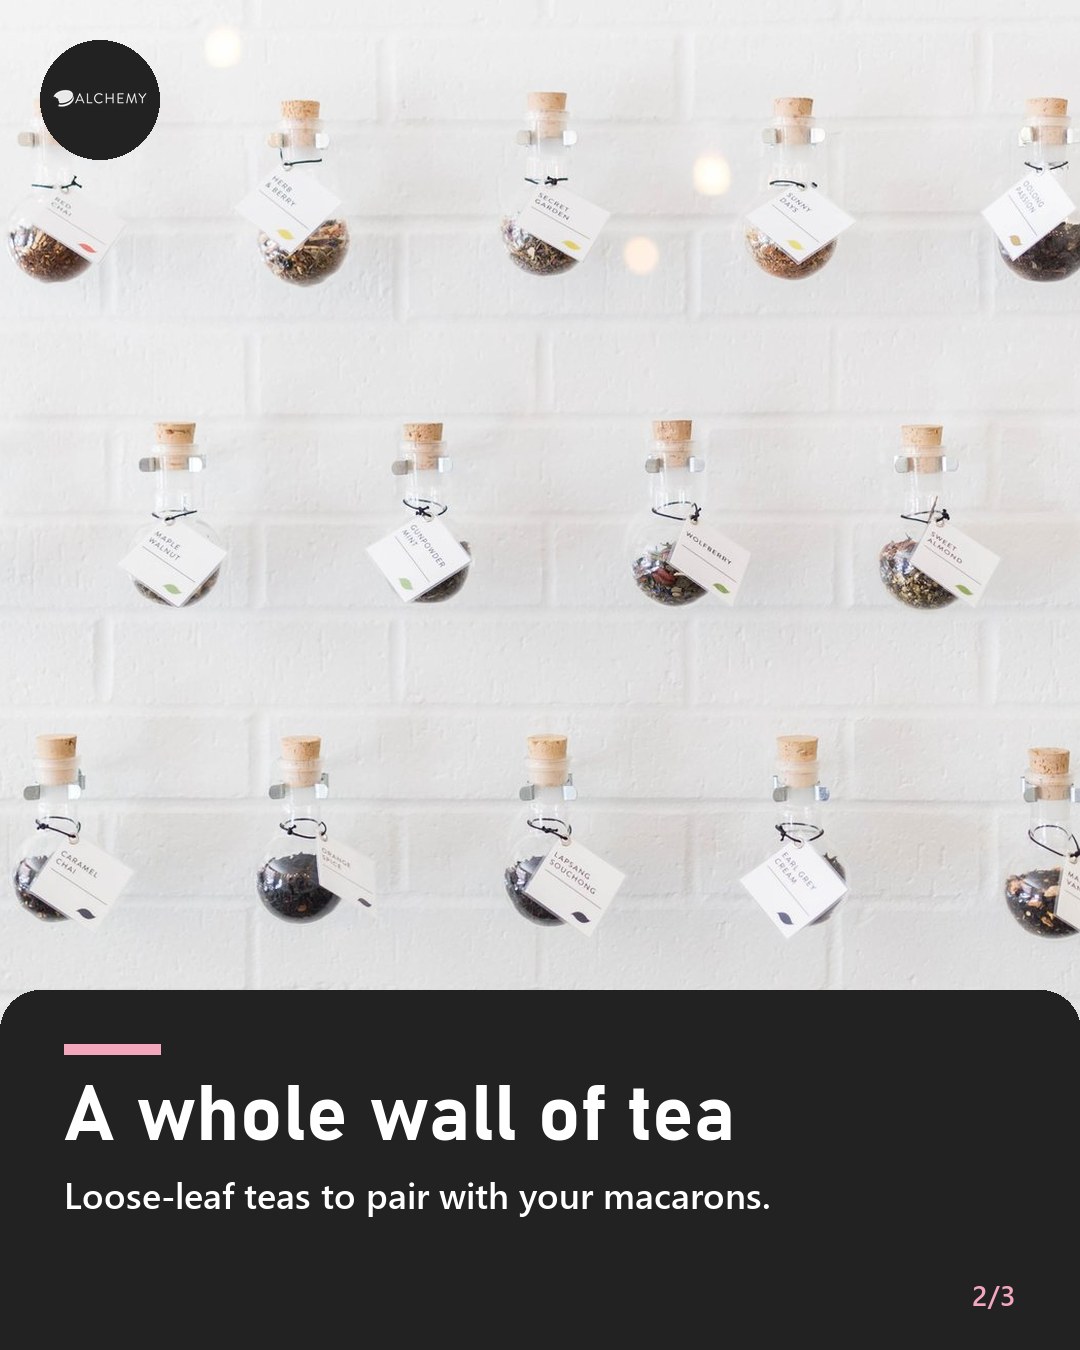 ALCHEMY
RED
CHAI
HERB
& BERRY
SECRET
GARDEN
SUNNY
DAYS
OOLONG
PASSION
MAPLE
WALNUT
GUNPOWDER
MINT
WOLFBERRY
SWEET
ALMOND
CARAMEL
CHAI
ORANGE
SPICE
LAPSANG
SOUCHONG
EARL GREY
CREAM
A whole wall of tea
Loose-leaf teas to pair with your macarons.
2/3